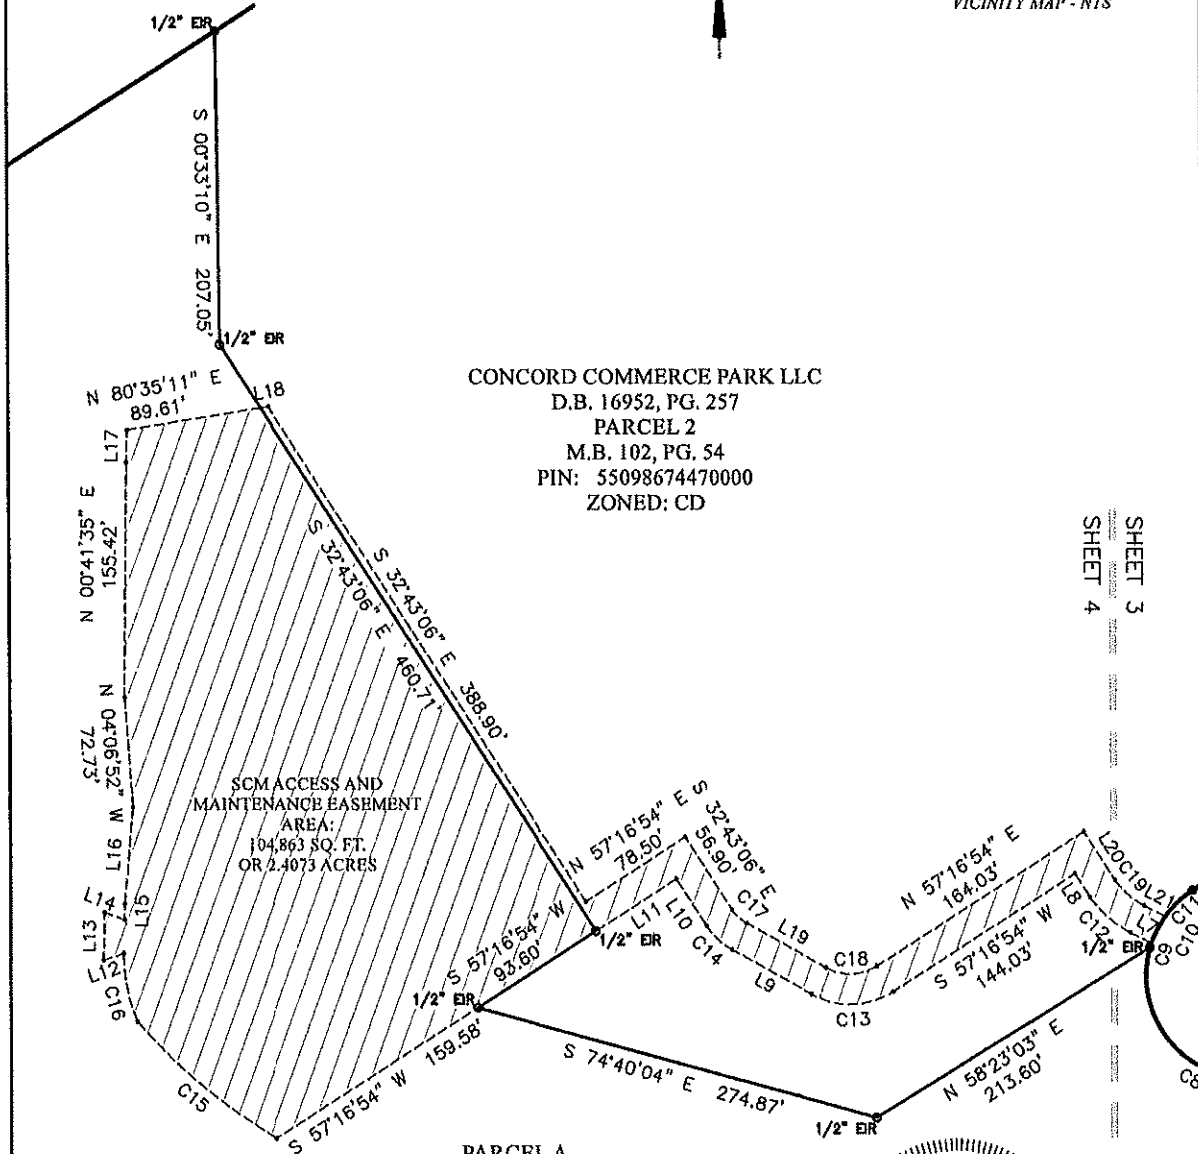 VICINITY MAP - NTS
1/2" EIR
S 00°33'10" E 207.05'
1/2" EIR
N 80°35'11" E
89.61'
L18
L17
CONCORD COMMERCE PARK LLC
D.B. 16952, PG. 257
PARCEL 2
M.B. 102, PG. 54
PIN: 55098674470000
ZONED: CD
N 00°41'35" E
155.42'
S 32°43'06" E 388.90'
S 32°43'06" E 460.71'
SHEET 3
SHEET 4
N 04°06'52" W
72.73'
SCM ACCESS AND
MAINTENANCE EASEMENT
AREA:
104,863 SQ. FT.
OR 2.4073 ACRES
L16
L14
L15
L13
L12
C16
C15
N 57°16'54" E
78.50'
S 32°43'06" E
56.90'
C17
L19
C18
N 57°16'54" E
164.03'
L20
C19
L21
L11
L10
C14
L9
C13
S 57°16'54" W
144.03'
L8
C12
L7
1/2" EIR
C9
C10
C11
C8
1/2" EIR
S 57°16'54" W
93.60'
1/2" EIR
S 57°16'54" W 159.58'
S 74°40'04" E 274.87'
N 58°23'03" E
213.60'
1/2" EIR
PARCEL A